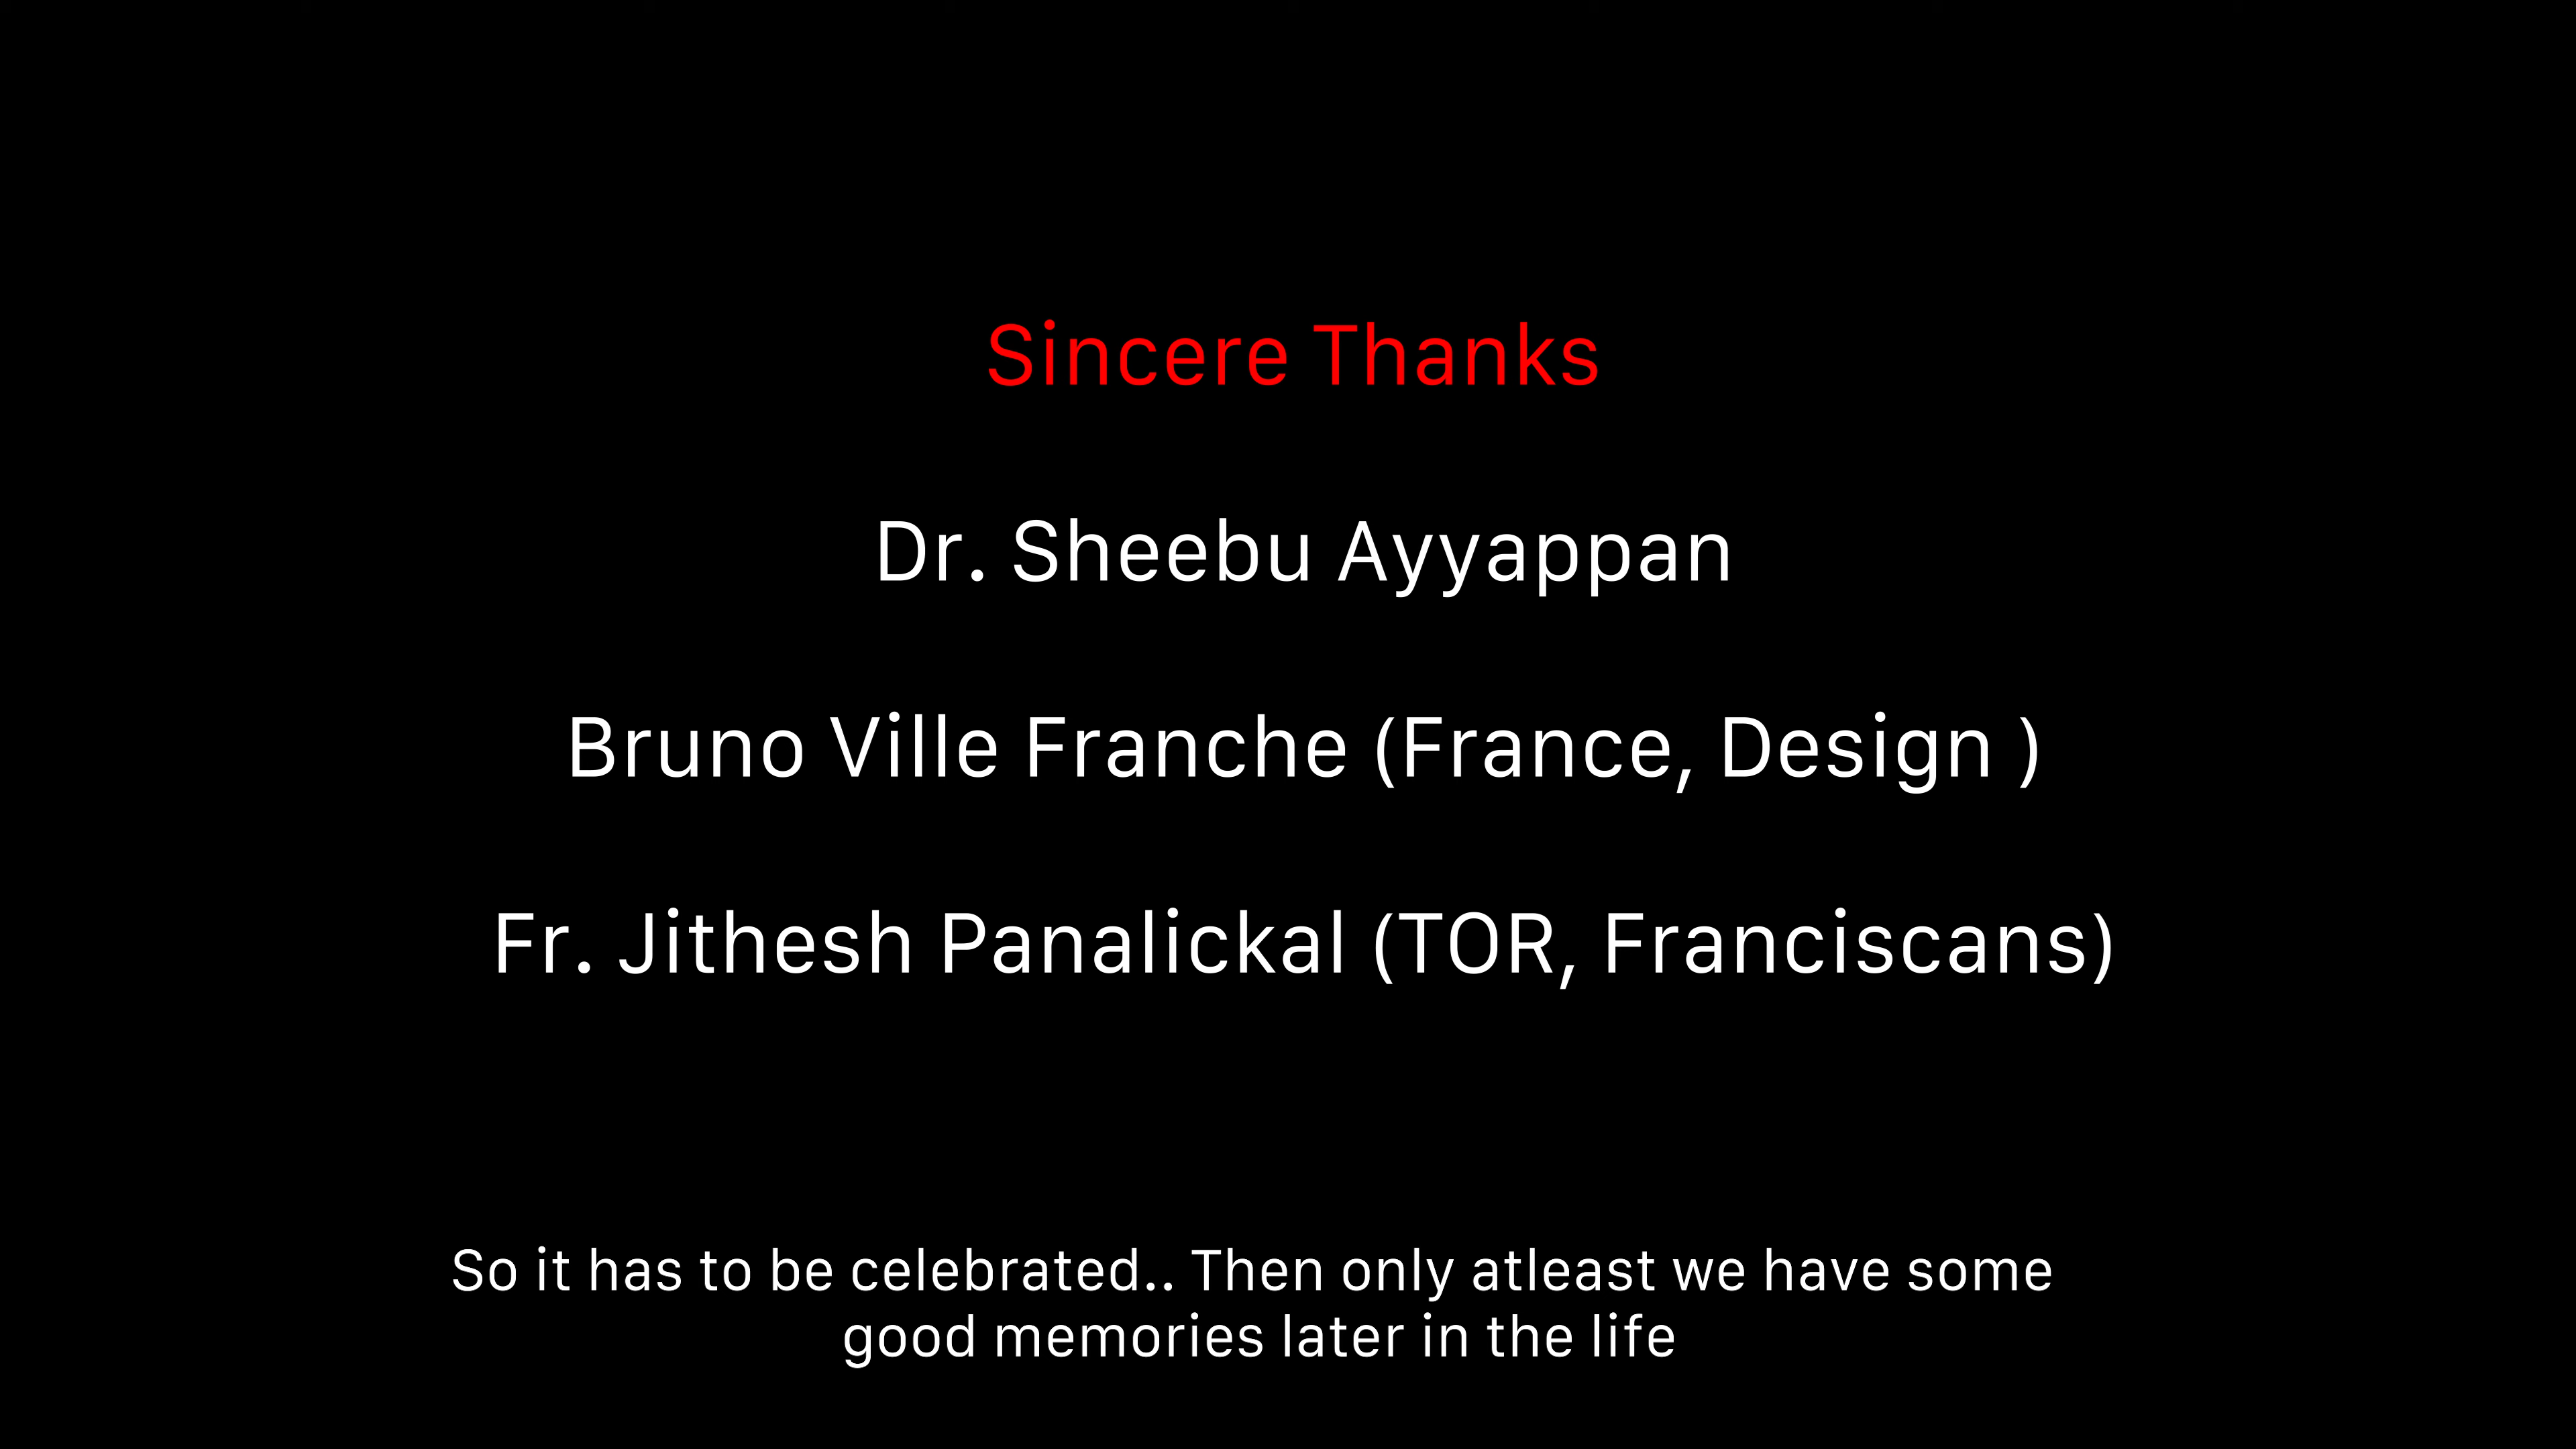 Sincere Thanks
Dr. Sheebu Ayyappan
Bruno Ville Franche (France, Design )
Fr. Jithesh Panalickal (TOR, Franciscans)
So it has to be celebrated.. Then only atleast we have some
good memories later in the life